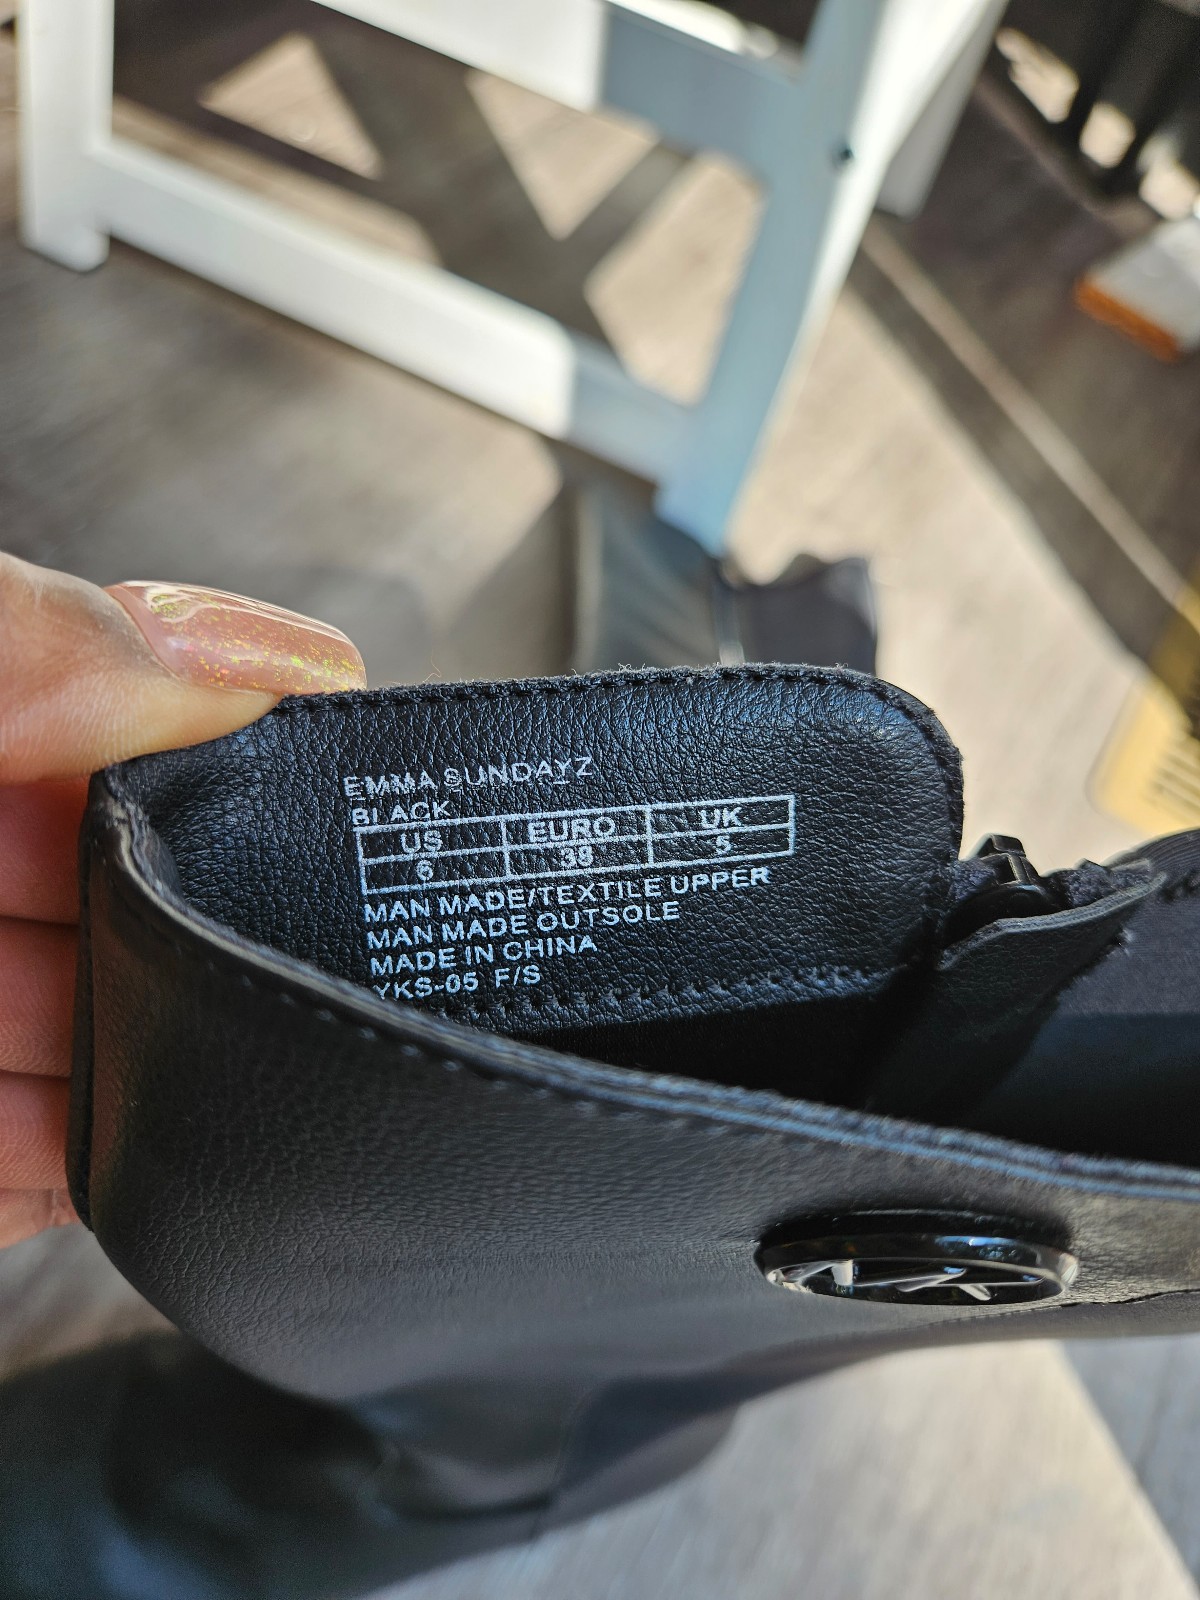 EMMA SUNDAYZ
BLACK
US EURO UK
6 38 5
MAN MADE/TEXTILE UPPER
MAN MADE OUTSOLE
MADE IN CHINA
YKS-05 F/S